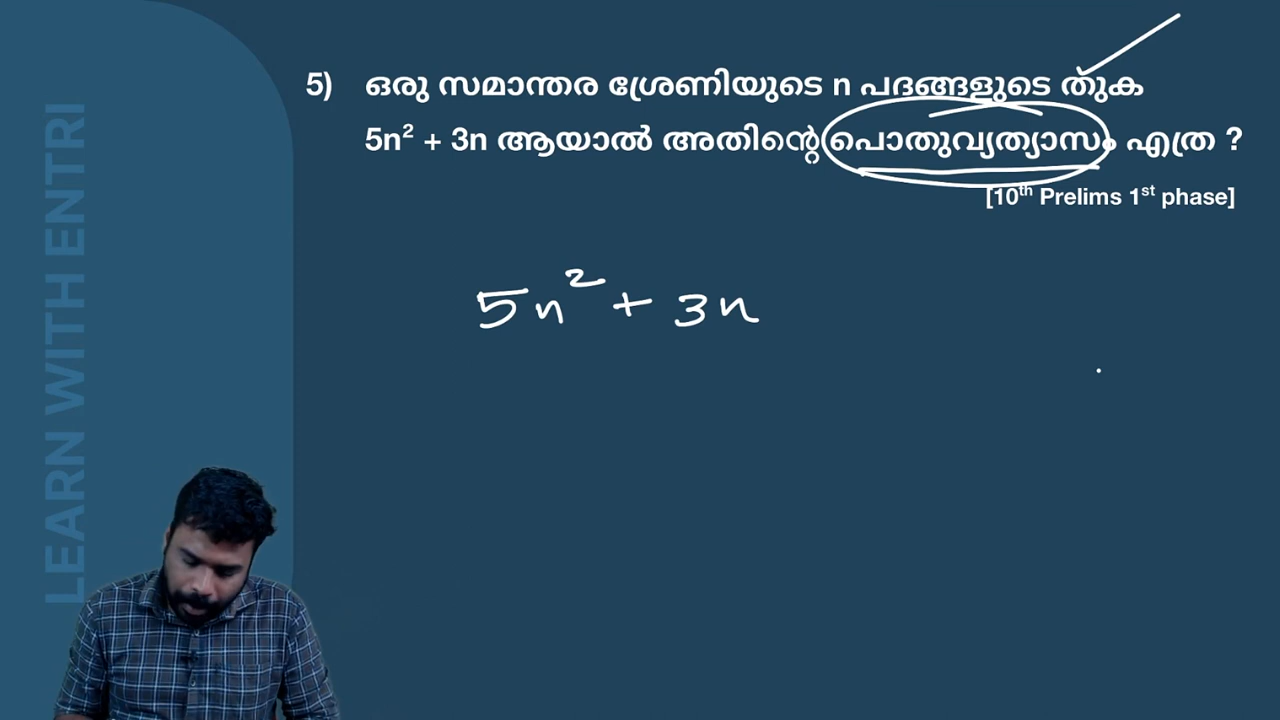 LEARN WITH ENTRI
5) ഒരു സമാന്തര ശ്രേണിയുടെ n പദങ്ങളുടെ തുക
5n² + 3n ആയാൽ അതിന്റെ പൊതുവ്യത്യാസം എത്ര ?
[10th Prelims 1st phase]
5n² + 3n